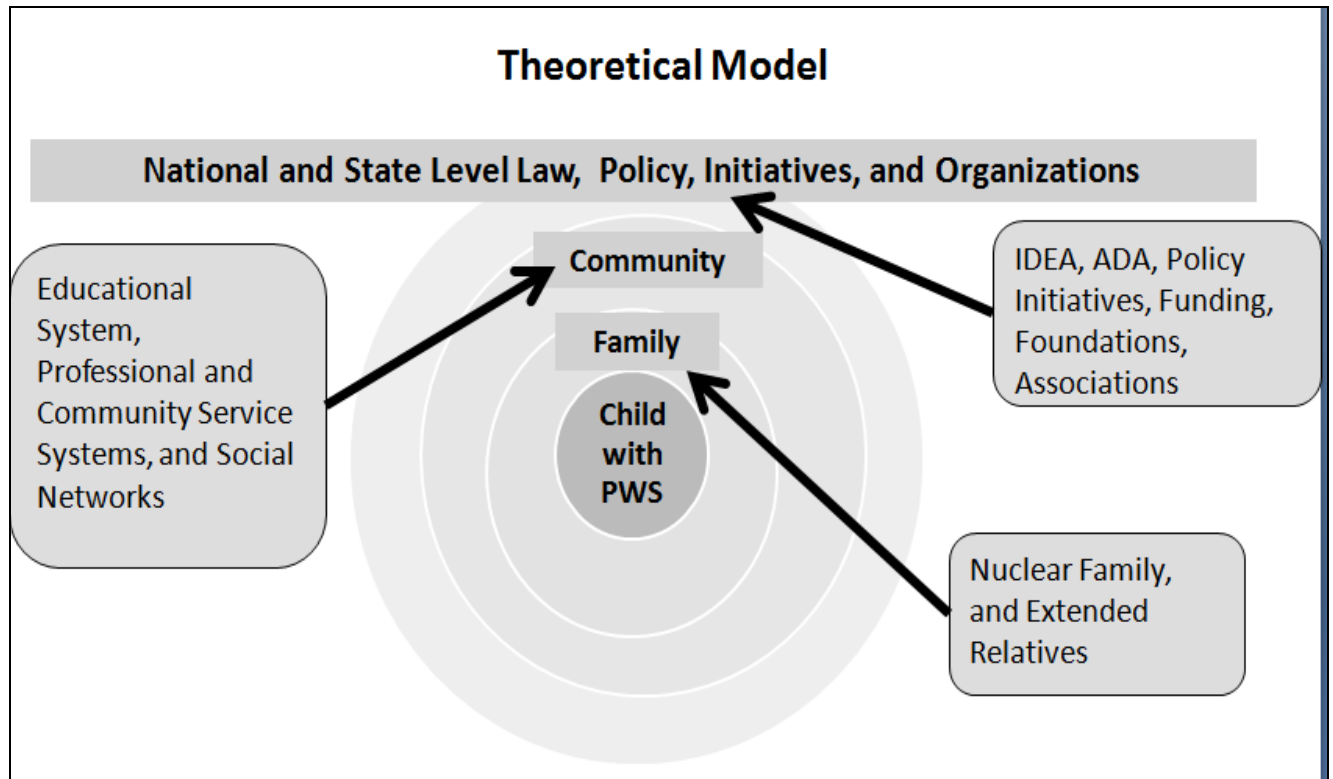 Theoretical Model
National and State Level Law, Policy, Initiatives, and Organizations
Community
Family
Child
with
PWS
Educational
System,
Professional and
Community Service
Systems, and Social
Networks
IDEA, ADA, Policy
Initiatives, Funding,
Foundations,
Associations
Nuclear Family,
and Extended
Relatives